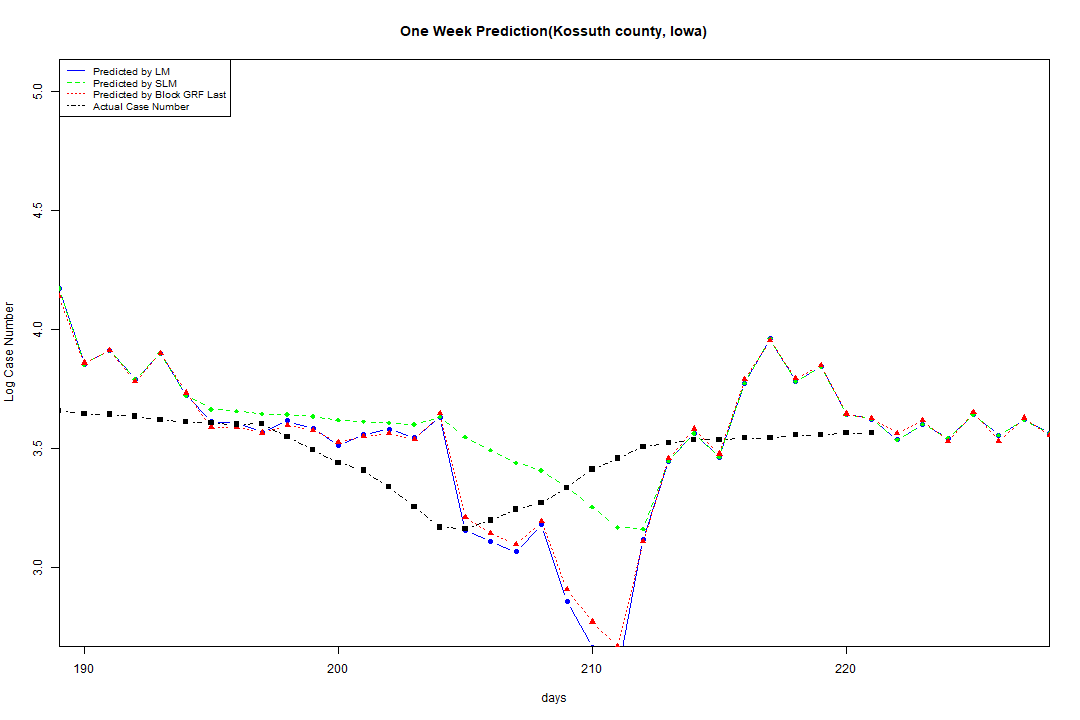 One Week Prediction(Kossuth county, Iowa)
Predicted by LM
Predicted by SLM
Predicted by Block GRF Last
Actual Case Number
5.0
4.5
4.0
3.5
3.0
Log Case Number
190 200 210 220
days